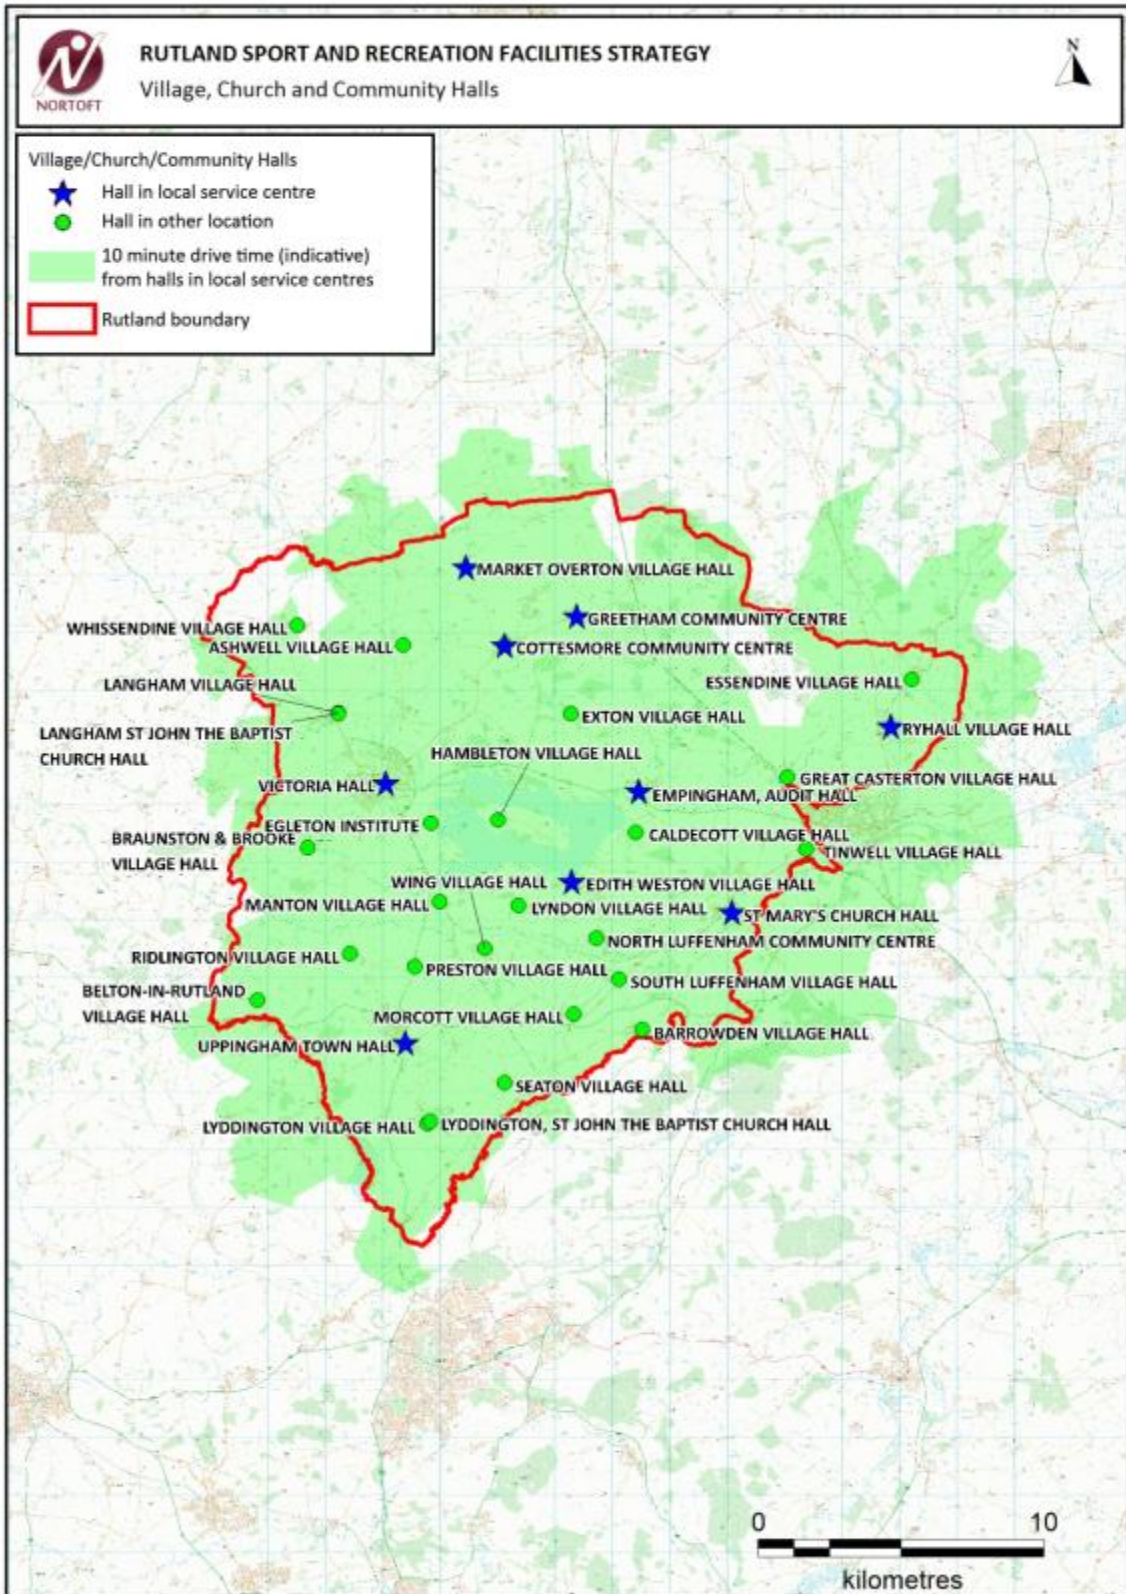 RUTLAND SPORT AND RECREATION FACILITIES STRATEGY
Village, Church and Community Halls
NORTOFT
N
Village/Church/Community Halls
Hall in local service centre
Hall in other location
10 minute drive time (indicative)
from halls in local service centres
Rutland boundary
MARKET OVERTON VILLAGE HALL
GREETHAM COMMUNITY CENTRE
WHISSENDINE VILLAGE HALL
ASHWELL VILLAGE HALL
COTTESMORE COMMUNITY CENTRE
LANGHAM VILLAGE HALL
ESSENDINE VILLAGE HALL
EXTON VILLAGE HALL
LANGHAM ST JOHN THE BAPTIST
CHURCH HALL
RYHALL VILLAGE HALL
HAMBLETON VILLAGE HALL
VICTORIA HALL
GREAT CASTERTON VILLAGE HALL
EMPINGHAM, AUDIT HALL
EGLETON INSTITUTE
BRAUNSTON & BROOKE
VILLAGE HALL
CALDECOTT VILLAGE HALL
TINWELL VILLAGE HALL
WING VILLAGE HALL
EDITH WESTON VILLAGE HALL
MANTON VILLAGE HALL
LYNDON VILLAGE HALL
ST MARY'S CHURCH HALL
NORTH LUFFENHAM COMMUNITY CENTRE
RIDLINGTON VILLAGE HALL
PRESTON VILLAGE HALL
SOUTH LUFFENHAM VILLAGE HALL
BELTON-IN-RUTLAND
VILLAGE HALL
MORCOTT VILLAGE HALL
BARROWDEN VILLAGE HALL
UPPINGHAM TOWN HALL
SEATON VILLAGE HALL
LYDDINGTON VILLAGE HALL
LYDDINGTON, ST JOHN THE BAPTIST CHURCH HALL
0 10
kilometres